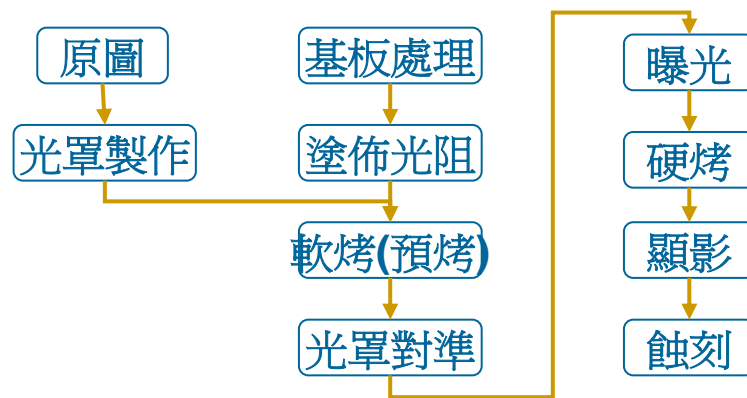 原圖
光罩製作
基板處理
塗佈光阻
軟烤(預烤)
光罩對準
曝光
硬烤
顯影
蝕刻